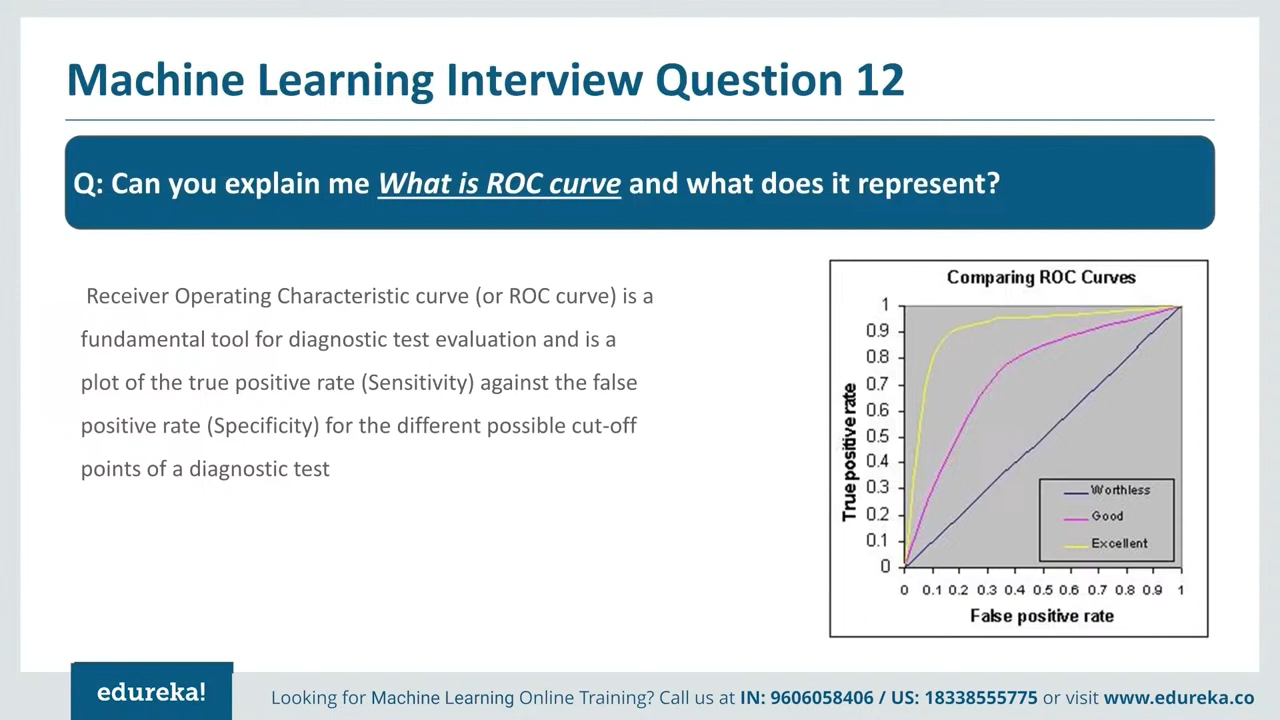 Machine Learning Interview Question 12
Q: Can you explain me What is ROC curve and what does it represent?
Receiver Operating Characteristic curve (or ROC curve) is a
fundamental tool for diagnostic test evaluation and is a
plot of the true positive rate (Sensitivity) against the false
positive rate (Specificity) for the different possible cut-off
points of a diagnostic test
Comparing ROC Curves
True positive rate
1
0.9
0.8
0.7
0.6
0.5
0.4
0.3
0.2
0.1
0
Worthless
Good
Excellent
0 0.1 0.2 0.3 0.4 0.5 0.6 0.7 0.8 0.9 1
False positive rate
edureka!
Looking for Machine Learning Online Training? Call us at IN: 9606058406 / US: 18338555775 or visit www.edureka.co